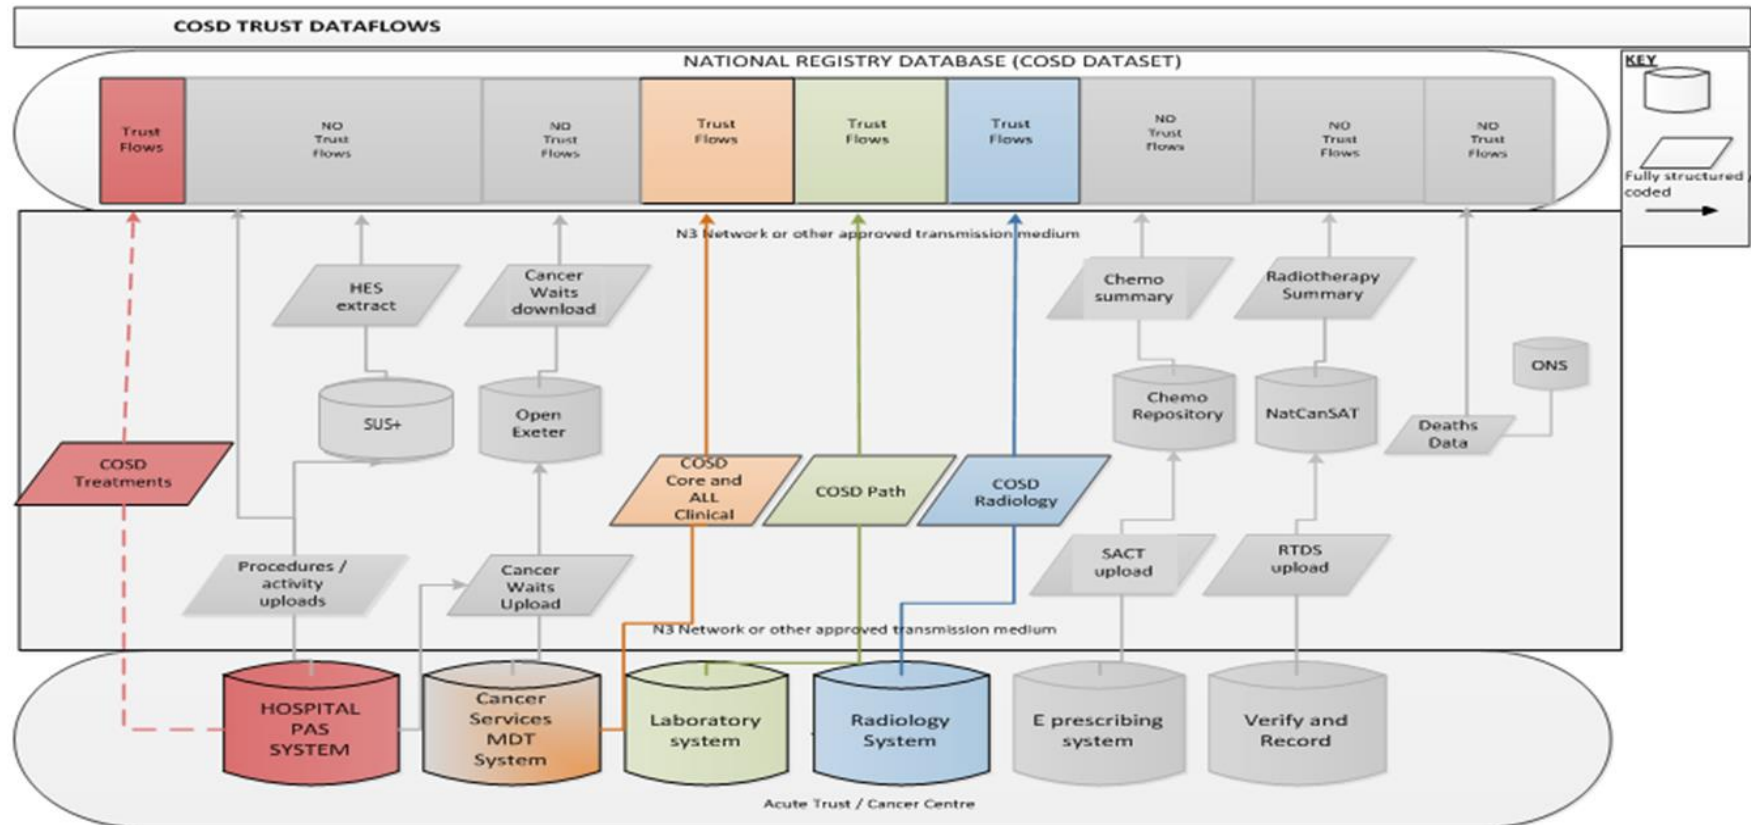 COSD TRUST DATAFLOWS
NATIONAL REGISTRY DATABASE (COSD DATASET)
KEY
Trust
Flows
NO
Trust
Flows
NO
Trust
Flows
Trust
Flows
Trust
Flows
Trust
Flows
NO
Trust
Flows
NO
Trust
Flows
NO
Trust
Flows
Fully structured /
coded
N3 Network or other approved transmission medium
HES
extract
Cancer
Waits
download
Chemo
summary
Radiotherapy
Summary
SUS+
Open
Exeter
Chemo
Repository
NatCanSAT
ONS
Deaths
Data
COSD
Treatments
COSD
Core and
ALL
Clinical
COSD Path
COSD
Radiology
Procedures /
activity
uploads
Cancer
Waits
Upload
SACT
upload
RTDS
upload
N3 Network or other approved transmission medium
HOSPITAL
PAS
SYSTEM
Cancer
Services
MDT
System
Laboratory
system
Radiology
System
E prescribing
system
Verify and
Record
Acute Trust / Cancer Centre